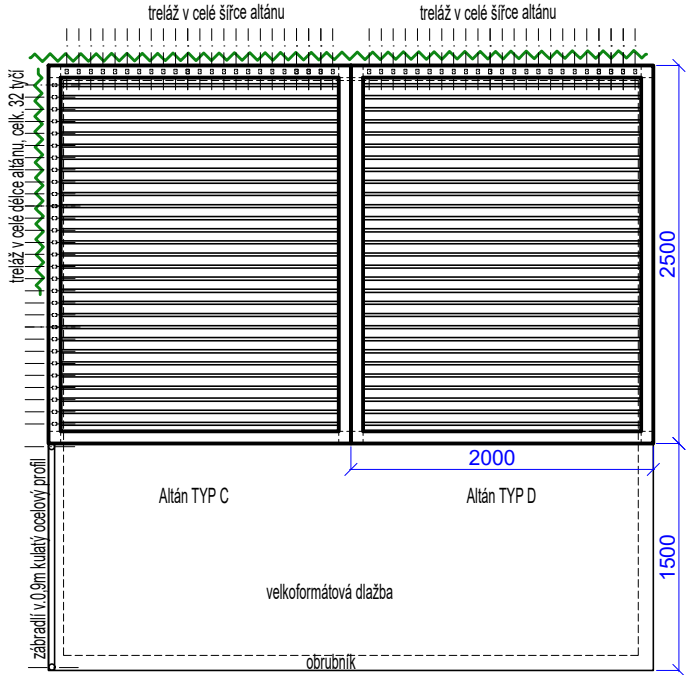 treláž v celé šířce altánu
treláž v celé šířce altánu
treláž v celé délce altánu, celk. 32 tyčí
2500
2000
Altán TYP C
Altán TYP D
zábradlí v.0,9m kulatý ocelový profil
1500
velkoformátová dlažba
obrubník